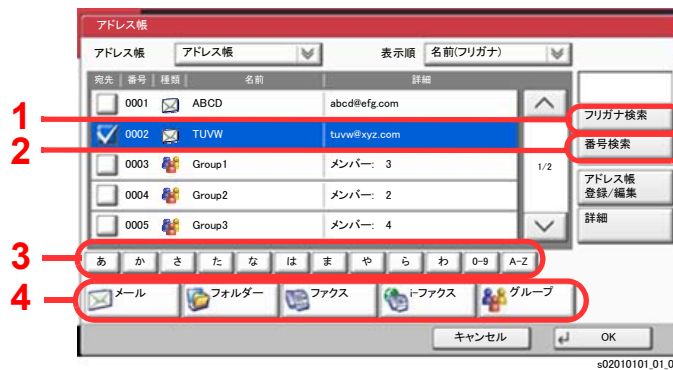 アドレス帳
アドレス帳 アドレス帳 表示順 名前(フリガナ)
宛先 番号 種類 名前 詳細
0001 ABCD abcd@efg.com
1 フリガナ検索
0002 TUVW tuvw@xyz.com
2 番号検索
0003 Group1 メンバー: 3 1/2
アドレス帳
登録/編集
0004 Group2 メンバー: 2
0005 Group3 メンバー: 4 詳細
3 あ か さ た な は ま や ら わ 0-9 A-Z
4 メール フォルダー ファクス i-ファクス グループ
キャンセル OK
s02010101_01_0